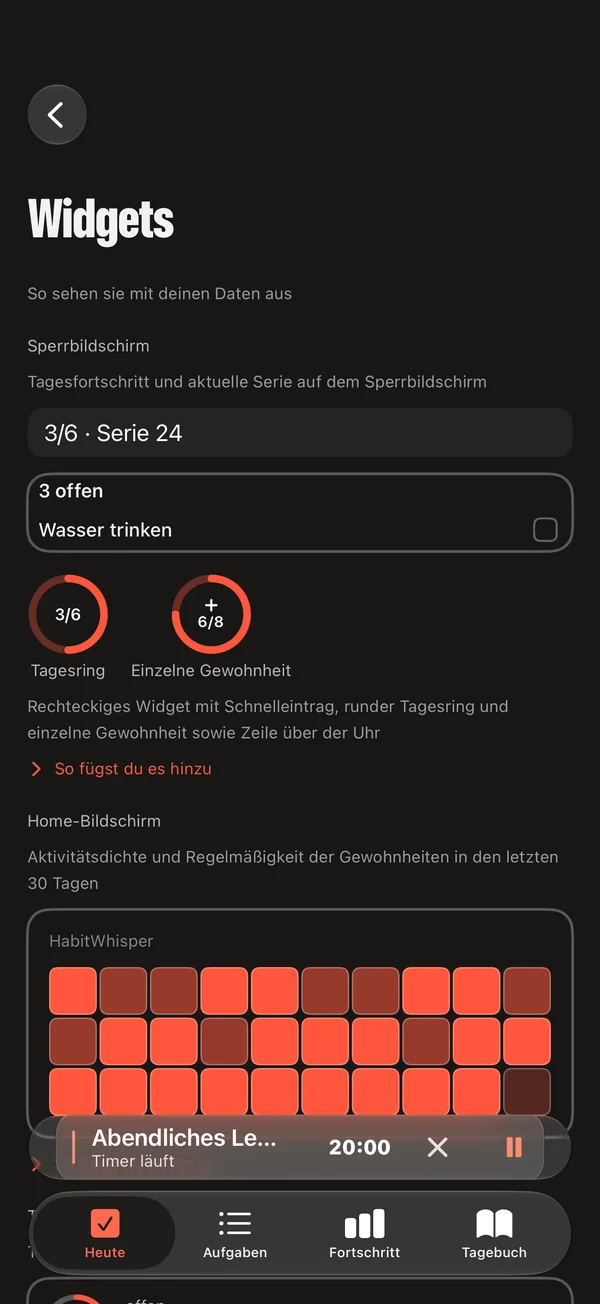 Widgets
So sehen sie mit deinen Daten aus
Sperrbildschirm
Tagesfortschritt und aktuelle Serie auf dem Sperrbildschirm
3/6 · Serie 24
3 offen
Wasser trinken
3/6
+
6/8
Tagesring
Einzelne Gewohnheit
Rechteckiges Widget mit Schnelleintrag, runder Tagesring und
einzelne Gewohnheit sowie Zeile über der Uhr
So fügst du es hinzu
Home-Bildschirm
Aktivitätsdichte und Regelmäßigkeit der Gewohnheiten in den letzten
30 Tagen
HabitWhisper
Abendliches Le...
Timer läuft
20:00
Heute
Aufgaben
Fortschritt
Tagebuch